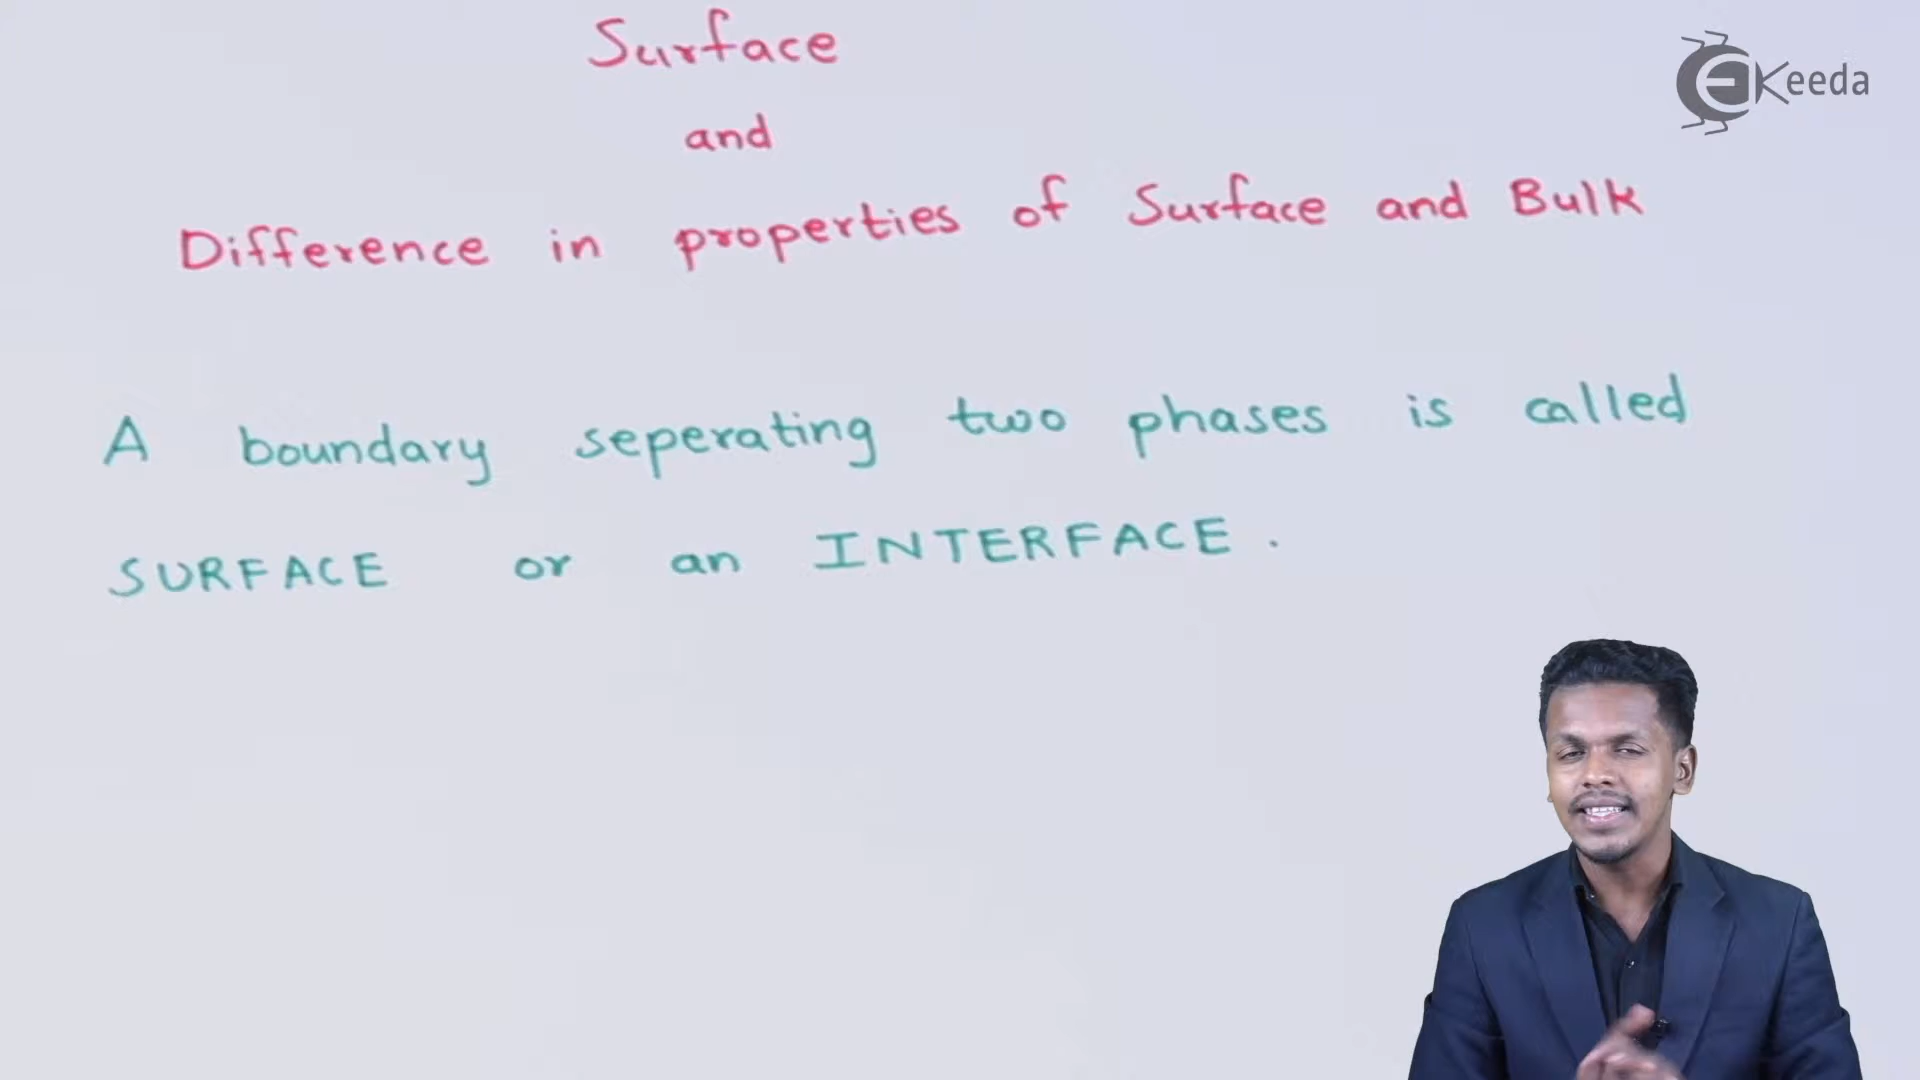 Surface
EKeeda
and
Difference in properties of Surface and Bulk
A boundary seperating two phases is called
SURFACE or an INTERFACE.